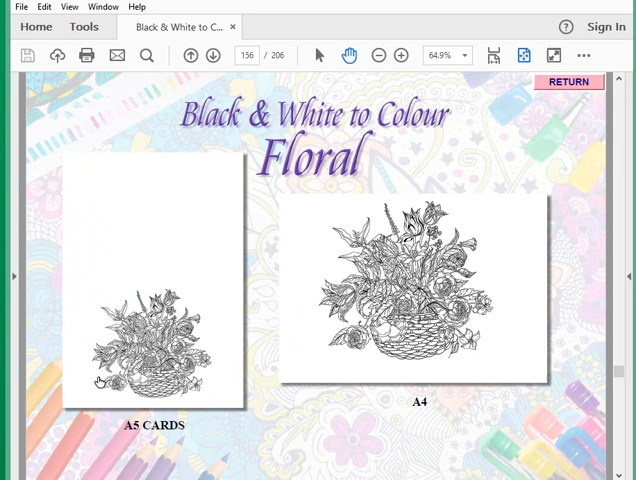 File Edit View Window Help
Home Tools Black & White to C... × Sign In
156 / 206 64.9%
RETURN
Black & White to Colour
Floral
A4
A5 CARDS